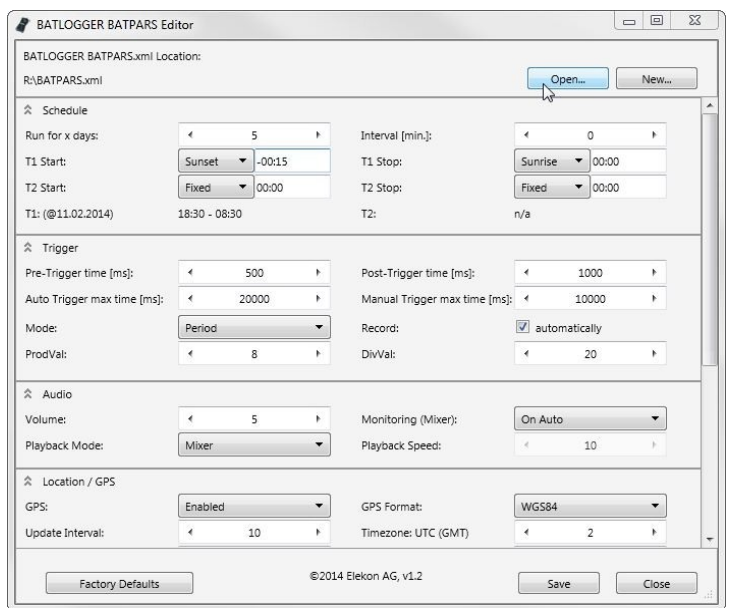 BATLOGGER BATPARS Editor
BATLOGGER BATPARS.xml Location:
R:\BATPARS.xml Open... New...
Schedule
Run for x days: 5 Interval [min.]: 0
T1 Start: Sunset -00:15 T1 Stop: Sunrise 00:00
T2 Start: Fixed 00:00 T2 Stop: Fixed 00:00
T1: (@11.02.2014) 18:30 - 08:30 T2: n/a
Trigger
Pre-Trigger time [ms]: 500 Post-Trigger time [ms]: 1000
Auto Trigger max time [ms]: 20000 Manual Trigger max time [ms]: 10000
Mode: Period Record: automatically
ProdVal: 8 DivVal: 20
Audio
Volume: 5 Monitoring (Mixer): On Auto
Playback Mode: Mixer Playback Speed: 10
Location / GPS
GPS: Enabled GPS Format: WGS84
Update Interval: 10 Timezone: UTC (GMT) 2
Factory Defaults ©2014 Elekon AG, v1.2 Save Close